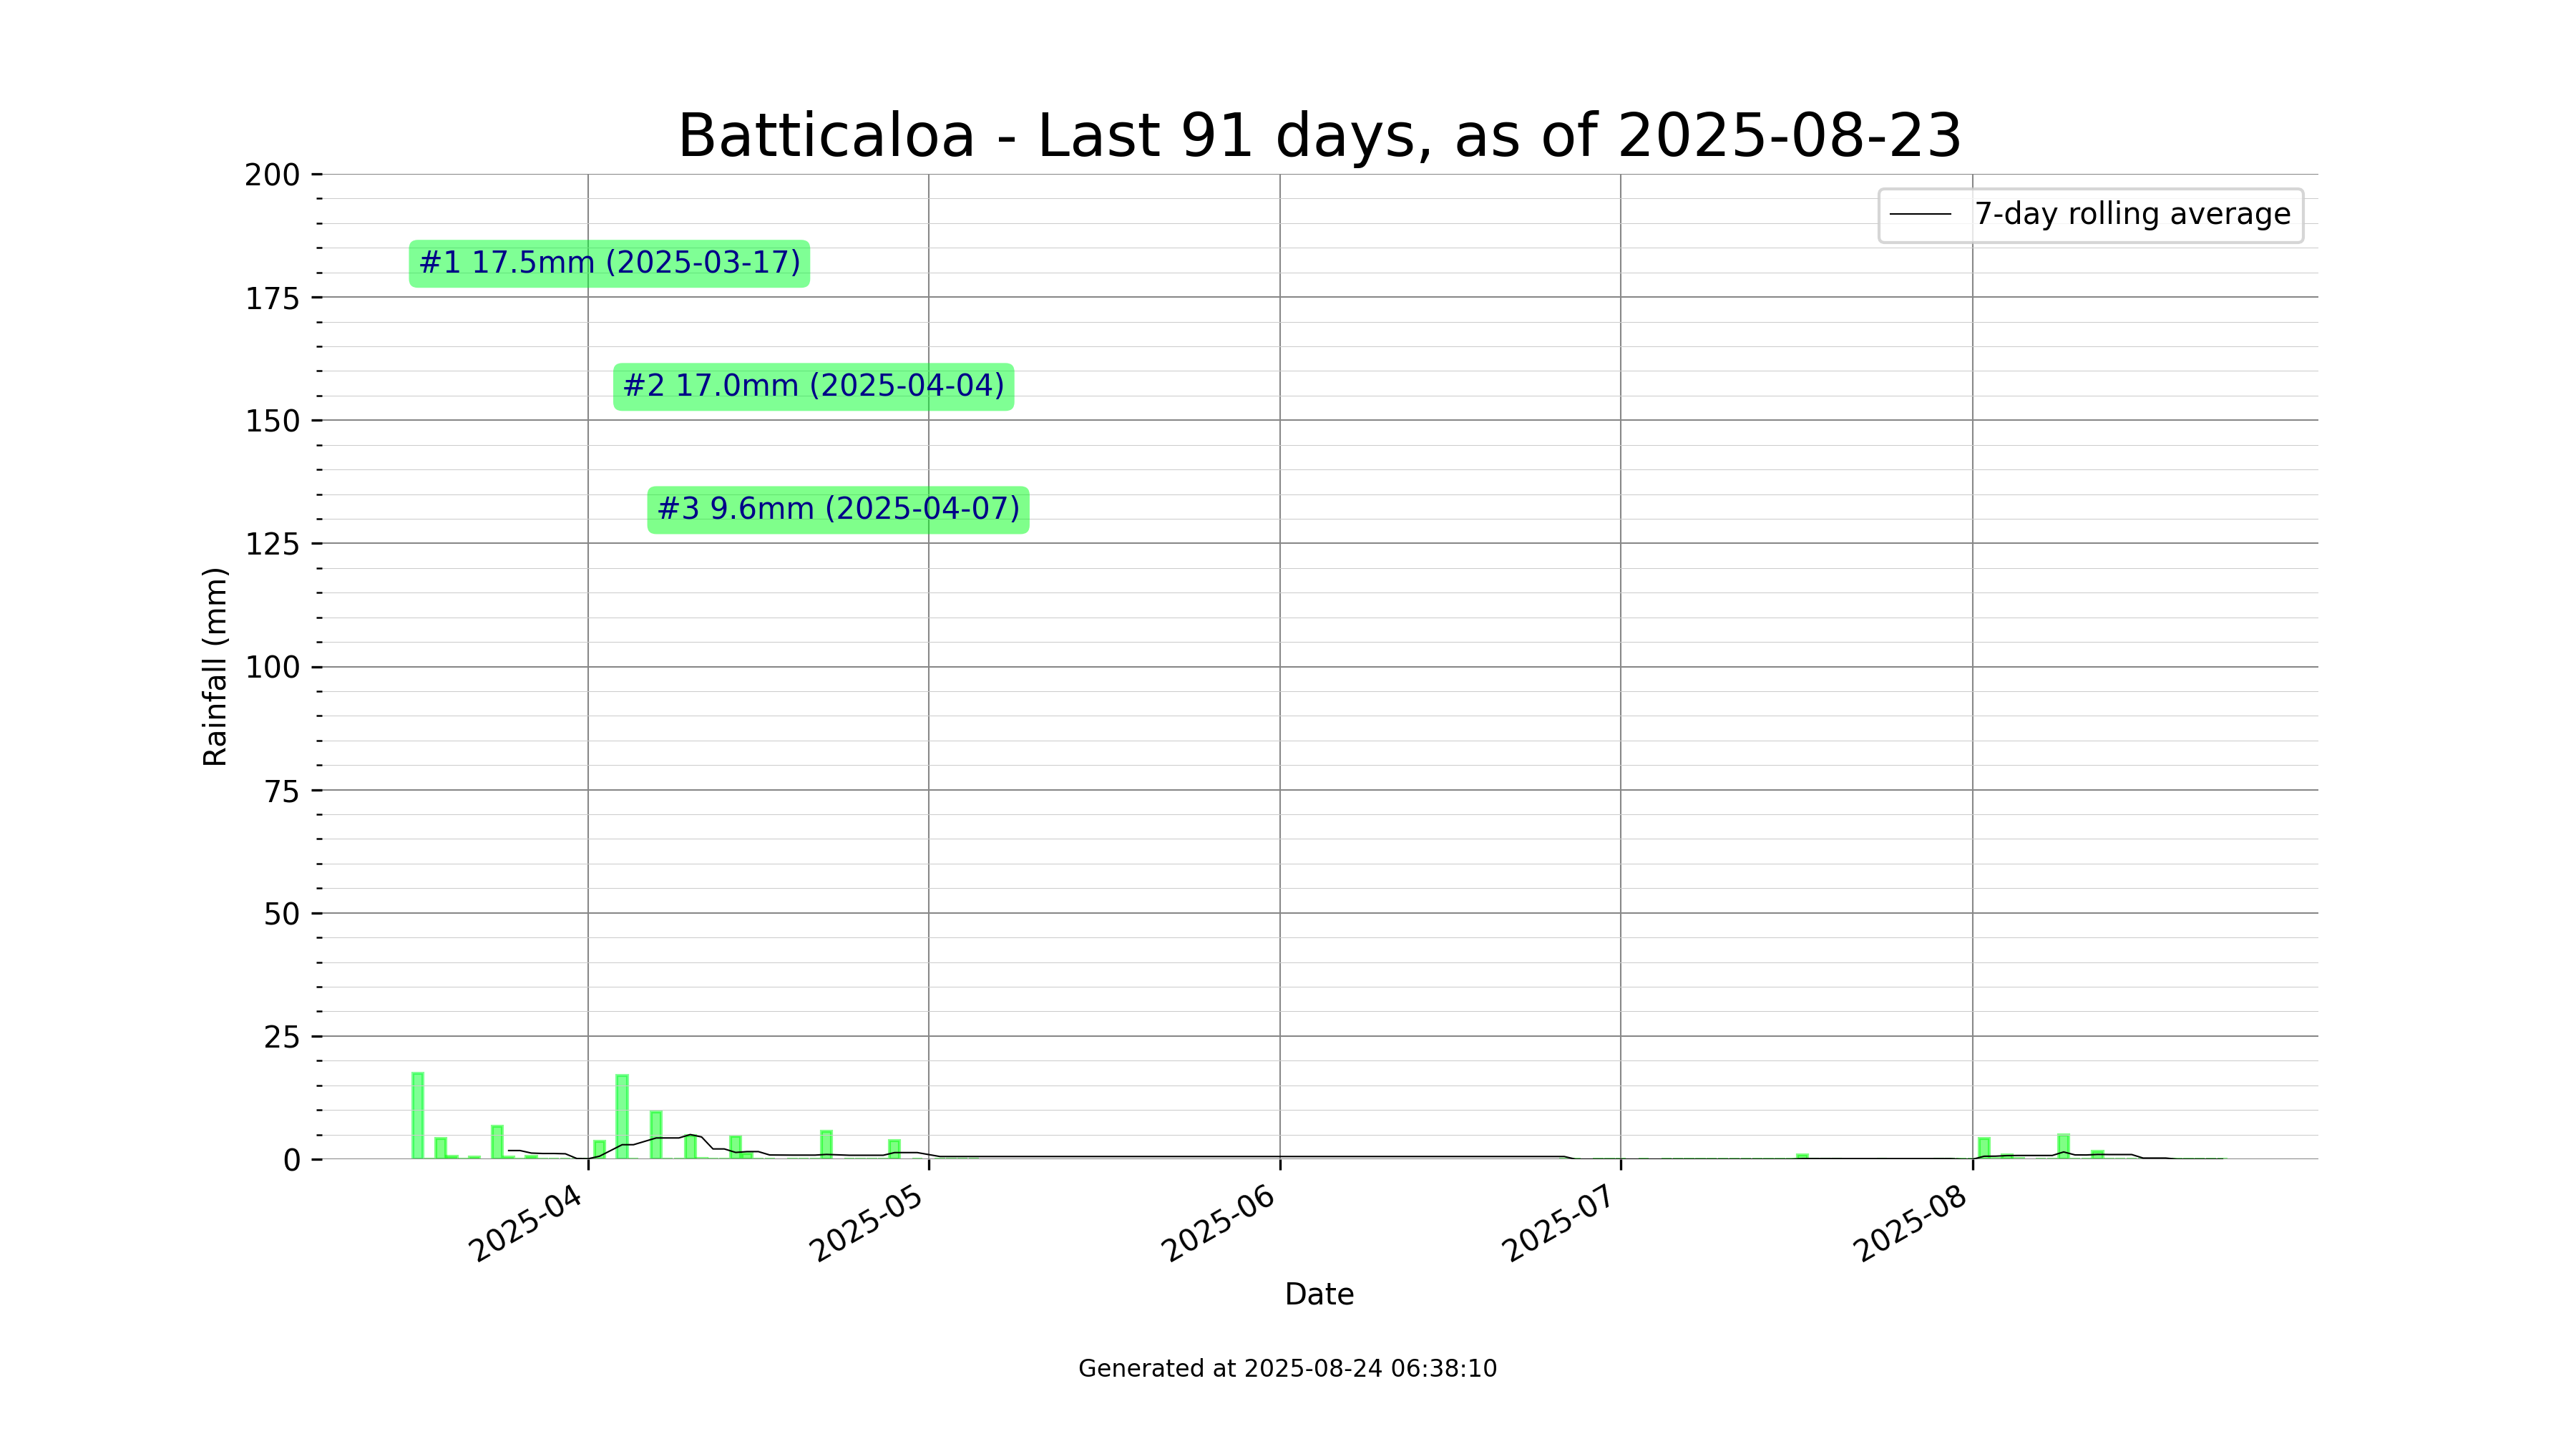 Batticaloa - Last 91 days, as of 2025-08-23
200
175
150
125
100
75
50
25
0
Rainfall (mm)
7-day rolling average
#1 17.5mm (2025-03-17)
#2 17.0mm (2025-04-04)
#3 9.6mm (2025-04-07)
2025-04
2025-05
2025-06
2025-07
2025-08
Date
Generated at 2025-08-24 06:38:10